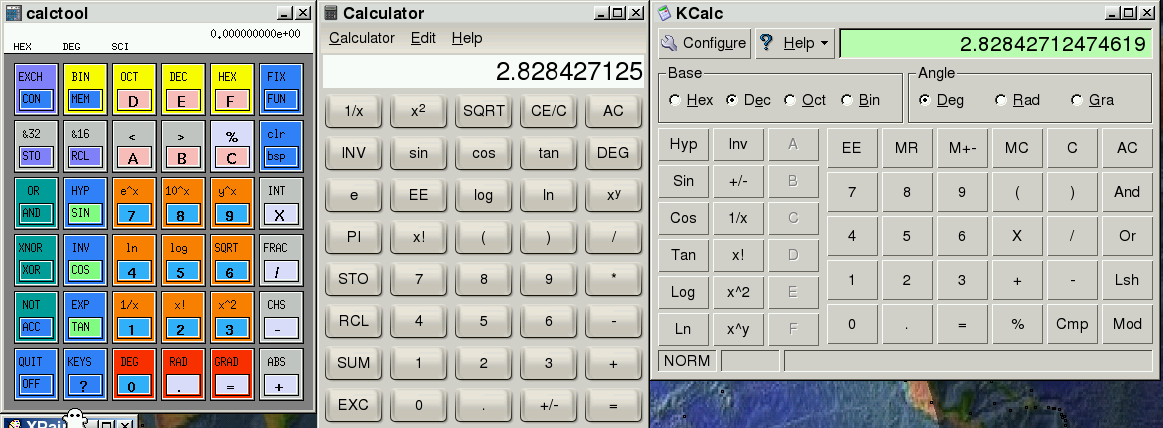 calctool
0.000000000e+00
HEX DEG SCI
EXCH BIN OCT DEC HEX FIX
CON MEM D E F FUN
&32 &16 < > % clr
STO RCL A B C bsp
OR HYP e^x 10^x y^x INT
AND SIN 7 8 9 X
XNOR INV ln log SQRT FRAC
XOR COS 4 5 6 /
NOT EXP 1/x x! x^2 CHS
ACC TAN 1 2 3 -
QUIT KEYS DEG RAD GRAD ABS
OFF ? 0 . = +
Calculator
Calculator Edit Help
2.828427125
1/x x² SQRT CE/C AC
INV sin cos tan DEG
e EE log ln xʸ
PI x! ( ) /
STO 7 8 9 *
RCL 4 5 6 -
SUM 1 2 3 +
EXC 0 . +/- =
KCalc
Configure ? Help
2.82842712474619
Base Angle
Hex Dec Oct Bin Deg Rad Gra
Hyp Inv A EE MR M+- MC C AC
Sin +/- B 7 8 9 ( ) And
Cos 1/x C 4 5 6 X / Or
Tan x! D 1 2 3 + - Lsh
Log x^2 E 0 . = % Cmp Mod
Ln x^y F
NORM